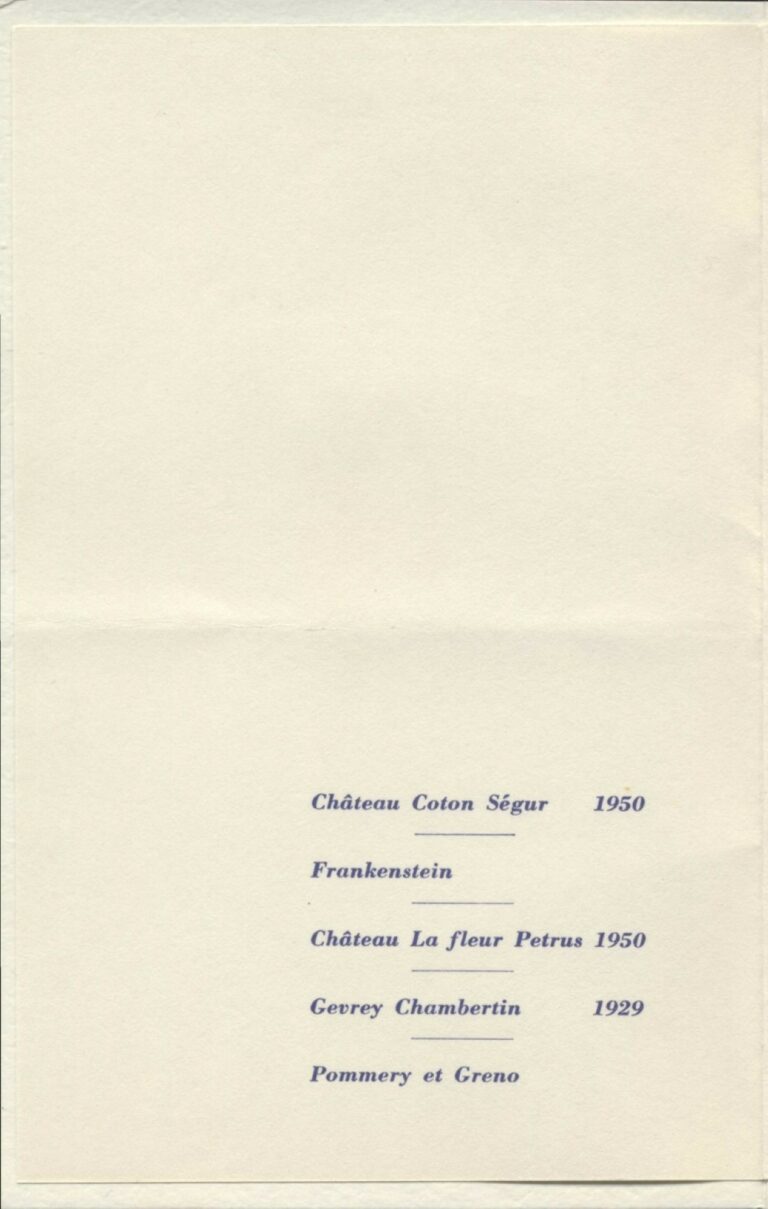 Château Coton Ségur 1950
Frankenstein
Château La fleur Petrus 1950
Gevrey Chambertin 1929
Pommery et Greno